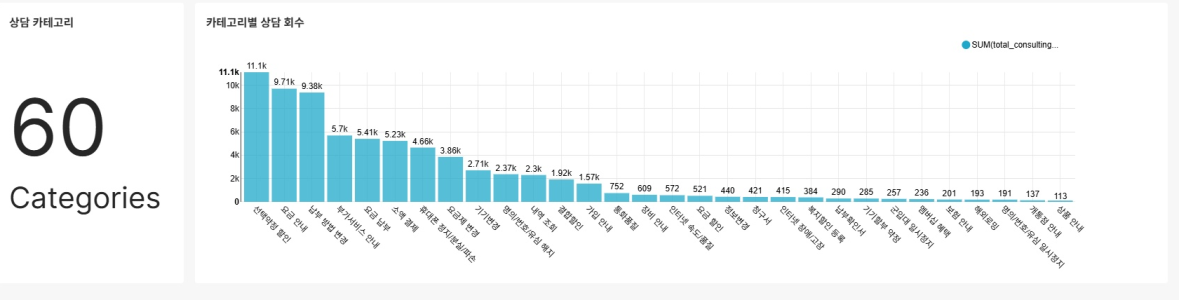 상담 카테고리
60
Categories
카테고리별 상담 회수
SUM(total_consulting...
11.1k
10k
8k
6k
4k
2k
0
11.1k
9.71k
9.38k
5.7k
5.41k
5.23k
4.66k
3.86k
2.71k
2.37k
2.3k
1.92k
1.57k
752
609
572
521
440
421
415
384
290
285
257
236
201
193
191
137
113
선택약정 할인
요금 안내
납부 방법 변경
부가서비스 안내
요금 납부
소액 결제
휴대폰 정지/분실/파손
요금제 변경
기기변경
명의/번호/유심 해지
내역 조회
결합할인
가입 안내
통화품질
장비 안내
인터넷 속도/품질
요금 할인
정보변경
청구서
인터넷 장애/고장
복지할인 등록
납부확인서
기기할부 약정
군입대 일시정지
멤버십 혜택
보험 안내
해외로밍
명의/번호/유심 일시정지
개통점 안내
상품 안내